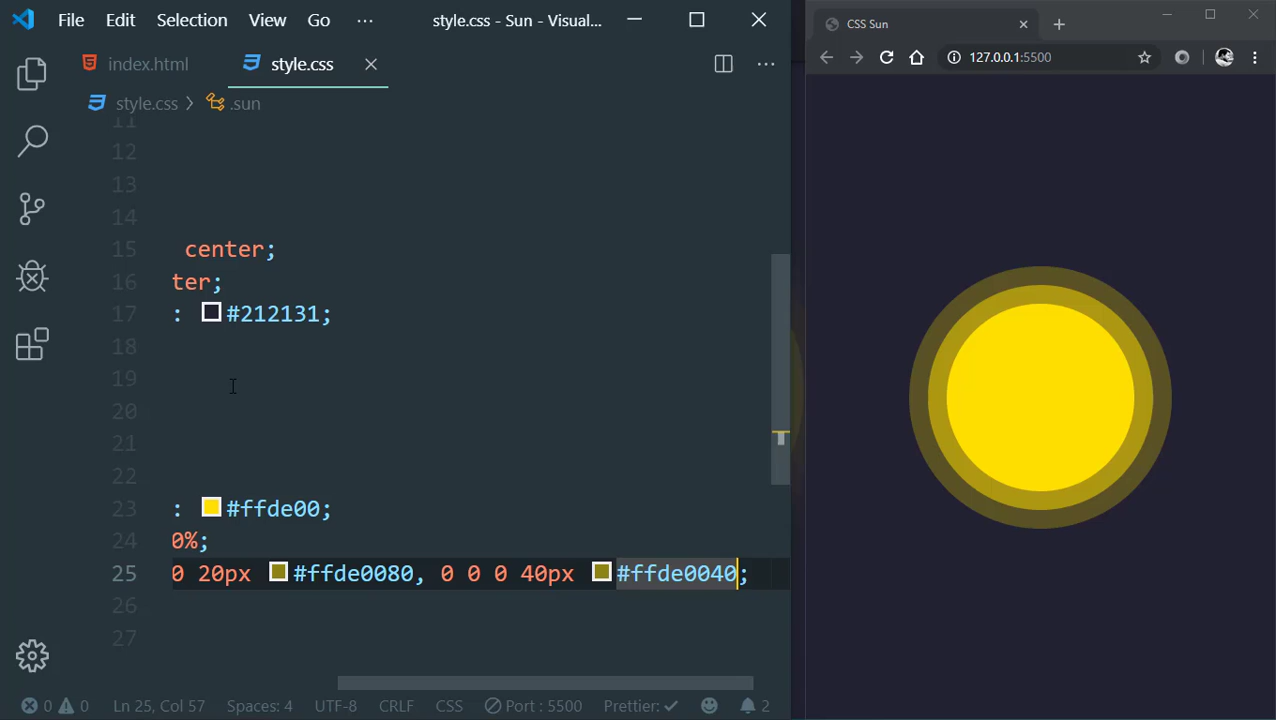 File Edit Selection View Go ··· style.css - Sun - Visual...
index.html style.css
style.css > .sun
11
12
13
14
15 center;
16 ter;
17 : #212131;
18
19
20
21
22
23 : #ffde00;
24 0%;
25 0 20px #ffde0080, 0 0 0 40px #ffde0040;
26
27
0 0 Ln 25, Col 57 Spaces: 4 UTF-8 CRLF CSS Port : 5500 Prettier: ✓ 2
CSS Sun
127.0.0.1:5500